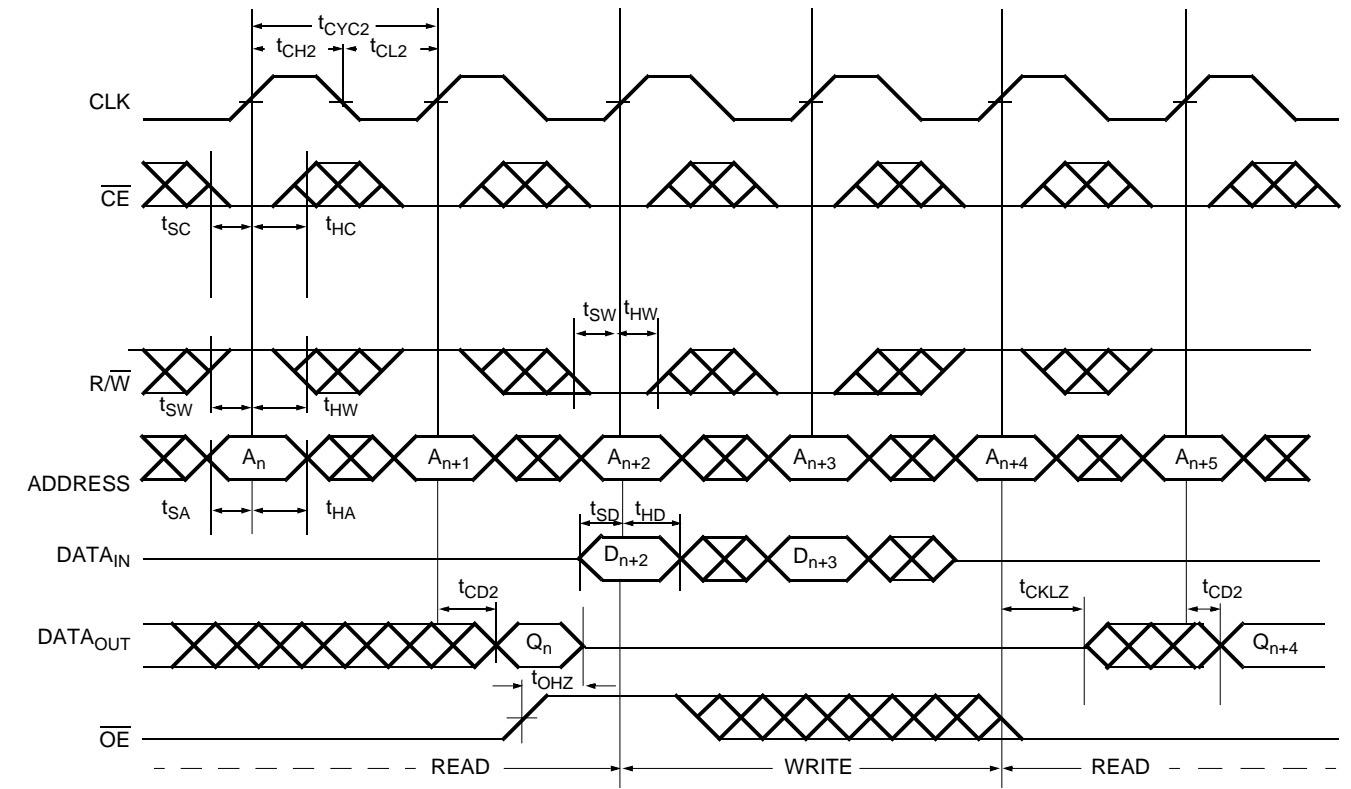 tCYC2
tCH2 tCL2
CLK
CE
tSC tHC
tSW tHW
R/W
tSW tHW
An An+1 An+2 An+3 An+4 An+5
ADDRESS
tSA tHA
tSD tHD
DATAIN
Dn+2 Dn+3
tCD2 tCKLZ tCD2
DATAOUT
Qn Qn+4
tOHZ
OE
READ WRITE READ